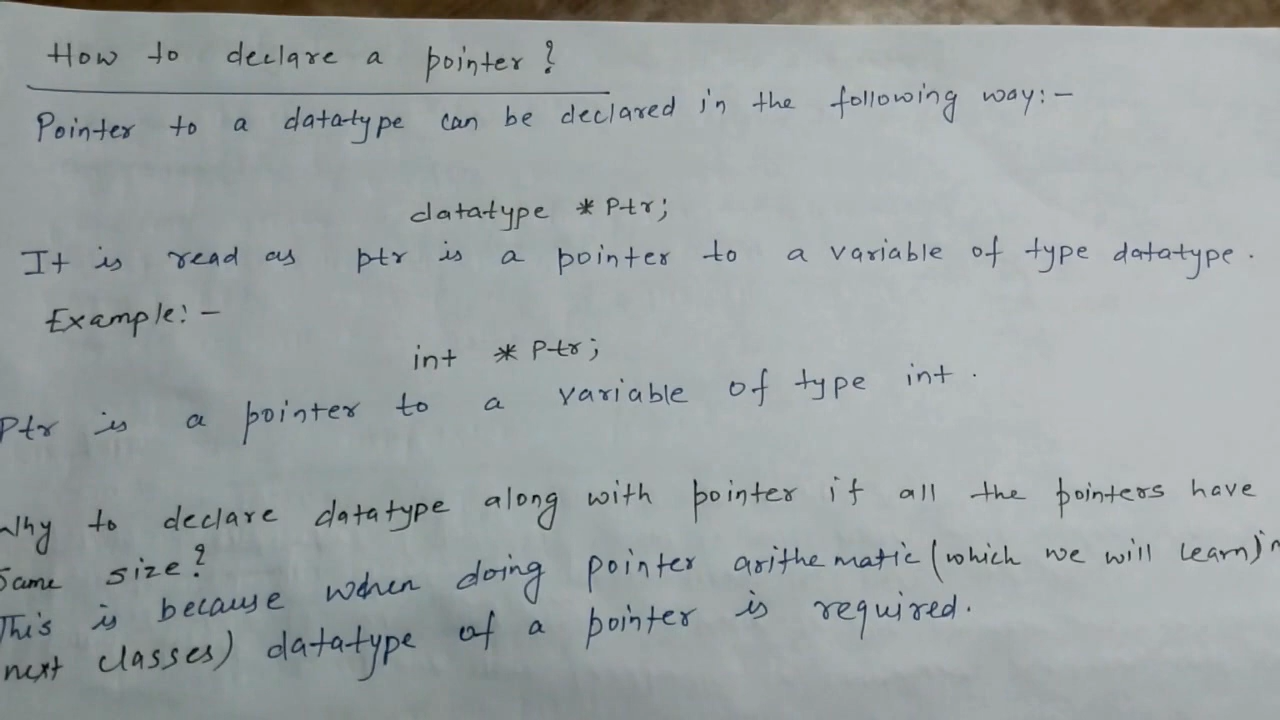 How to declare a pointer?
Pointer to a datatype can be declared in the following way:-
datatype *Ptr;
It is read as ptr is a pointer to a variable of type datatype.
Example:-
int *Ptr;
Ptr is a pointer to a variable of type int.
Why to declare datatype along with pointer if all the pointers have
Same size?
This is because when doing pointer arithematic (which we will learn) in
next classes) datatype of a pointer is required.